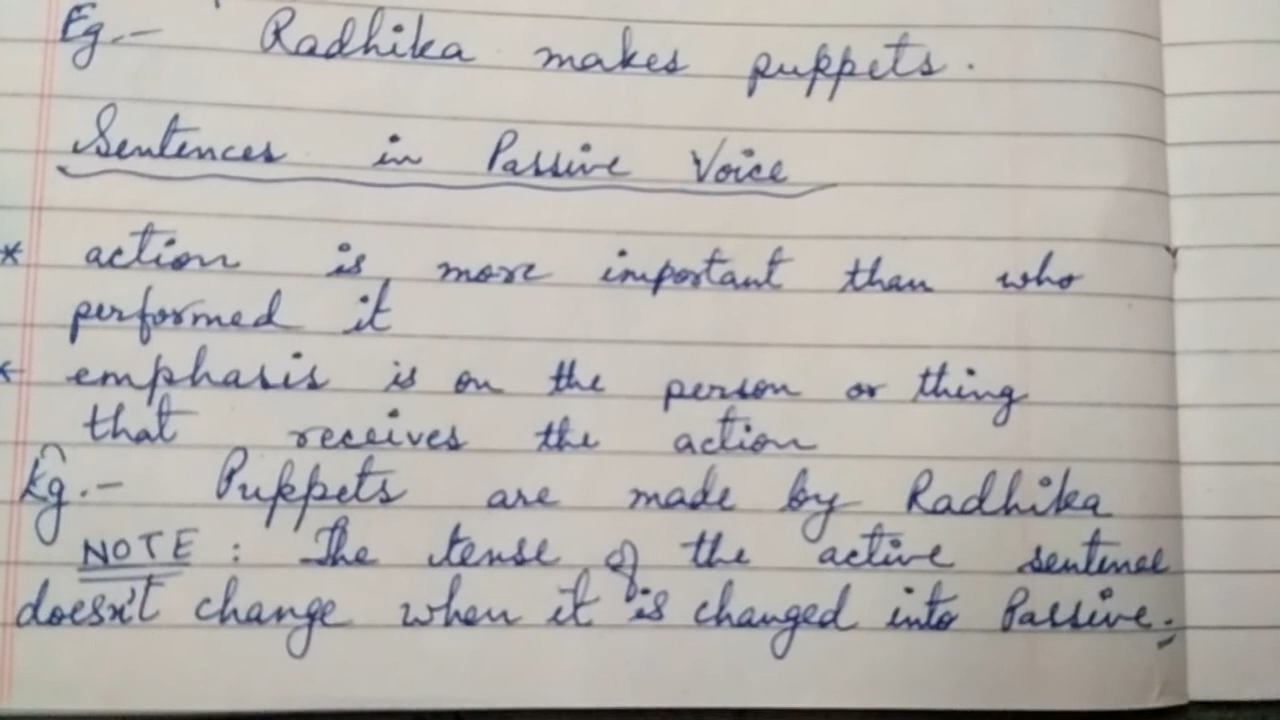 Eg.- Radhika makes puppets.
Sentences in Passive Voice
* action is more important than who
performed it
* emphasis is on the person or thing
that receives the action
Eg.- Puppets are made by Radhika
NOTE : The tense of the active sentence
doesn't change when it is changed into Passive.